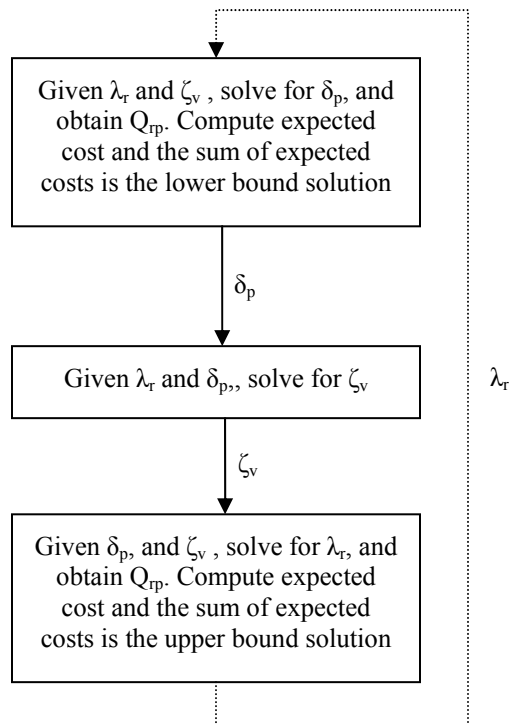 Given λr and ζv , solve for δp, and
obtain Qrp. Compute expected
cost and the sum of expected
costs is the lower bound solution
δp
Given λr and δp,, solve for ζv
λr
ζv
Given δp, and ζv , solve for λr, and
obtain Qrp. Compute expected
cost and the sum of expected
costs is the upper bound solution